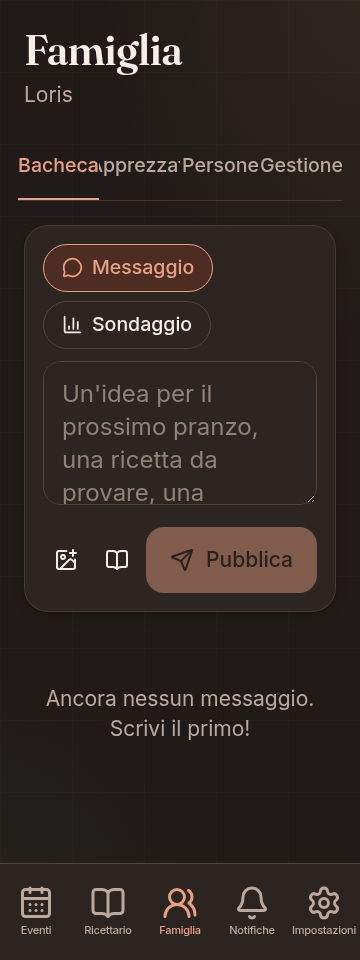 Famiglia
Loris
Bacheca pprezza Persone Gestione
Messaggio
Sondaggio
Un'idea per il
prossimo pranzo,
una ricetta da
provare, una
Pubblica
Ancora nessun messaggio.
Scrivi il primo!
Eventi Ricettario Famiglia Notifiche Impostazioni